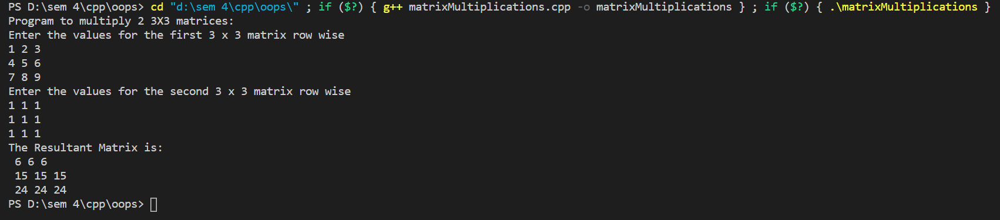 PS D:\sem 4\cpp\oops> cd "d:\sem 4\cpp\oops\" ; if ($?) { g++ matrixMultiplications.cpp -o matrixMultiplications } ; if ($?) { .\matrixMultiplications }
Program to multiply 2 3X3 matrices:
Enter the values for the first 3 x 3 matrix row wise
1 2 3
4 5 6
7 8 9
Enter the values for the second 3 x 3 matrix row wise
1 1 1
1 1 1
1 1 1
The Resultant Matrix is:
 6 6 6
 15 15 15
 24 24 24
PS D:\sem 4\cpp\oops>